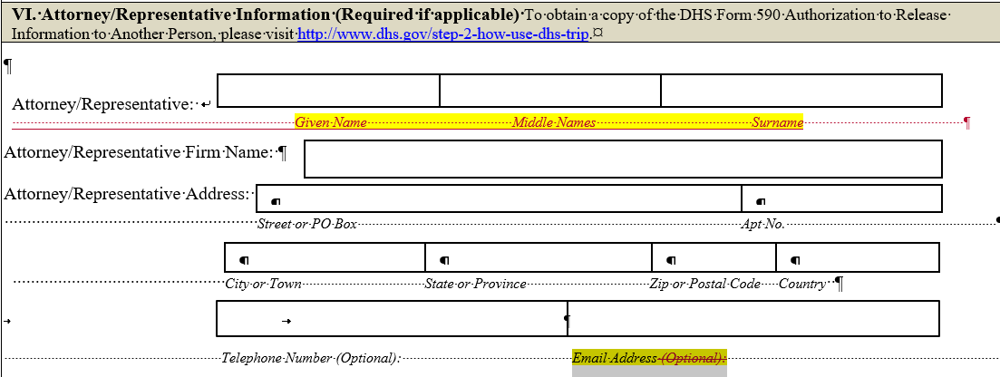 VI. Attorney/Representative Information (Required if applicable) To obtain a copy of the DHS Form 590 Authorization to Release
Information to Another Person, please visit http://www.dhs.gov/step-2-how-use-dhs-trip.
Attorney/Representative:
Given Name Middle Names Surname
Attorney/Representative Firm Name:
Attorney/Representative Address:
Street or PO Box Apt No.
City or Town State or Province Zip or Postal Code Country
Telephone Number (Optional): Email Address (Optional):